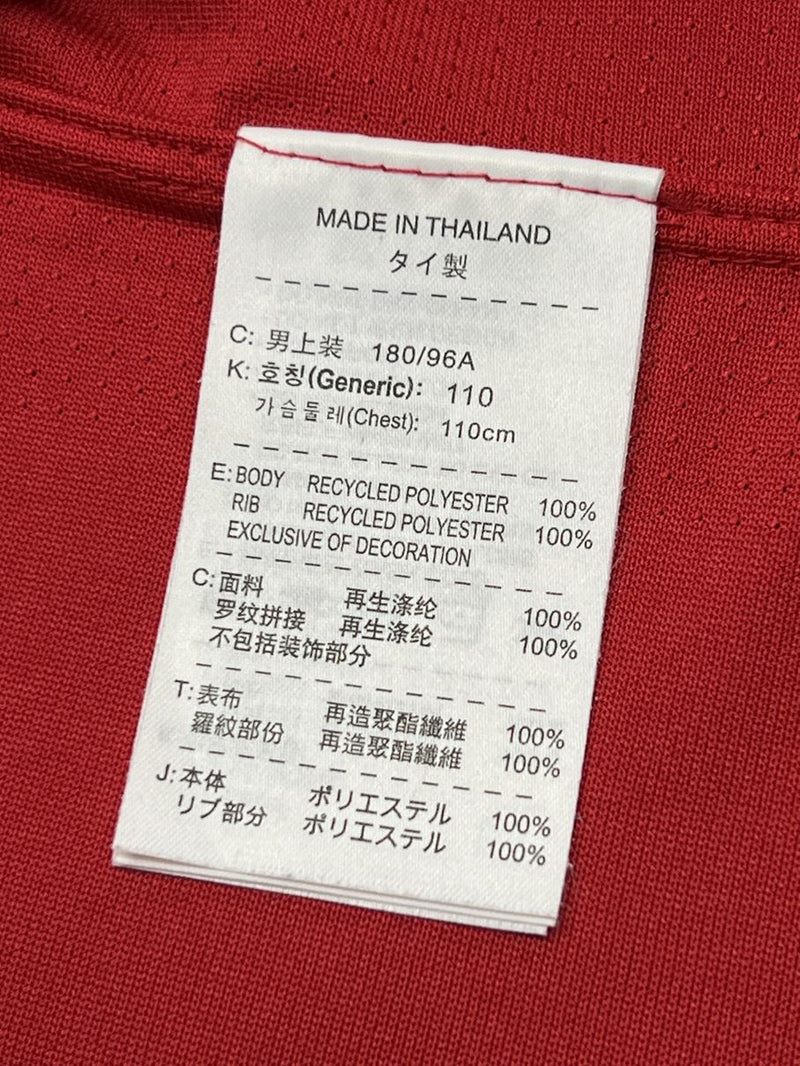 MADE IN THAILAND
タイ製
C: 男上装 180/96A
K: 호칭(Generic): 110
가슴둘레(Chest): 110cm
E: BODY RECYCLED POLYESTER 100%
RIB RECYCLED POLYESTER 100%
EXCLUSIVE OF DECORATION
C: 面料 再生涤纶 100%
罗纹拼接 再生涤纶 100%
不包括装饰部分
T: 表布 再造聚酯纖維 100%
羅紋部份 再造聚酯纖維 100%
J: 本体 ポリエステル 100%
リブ部分 ポリエステル 100%